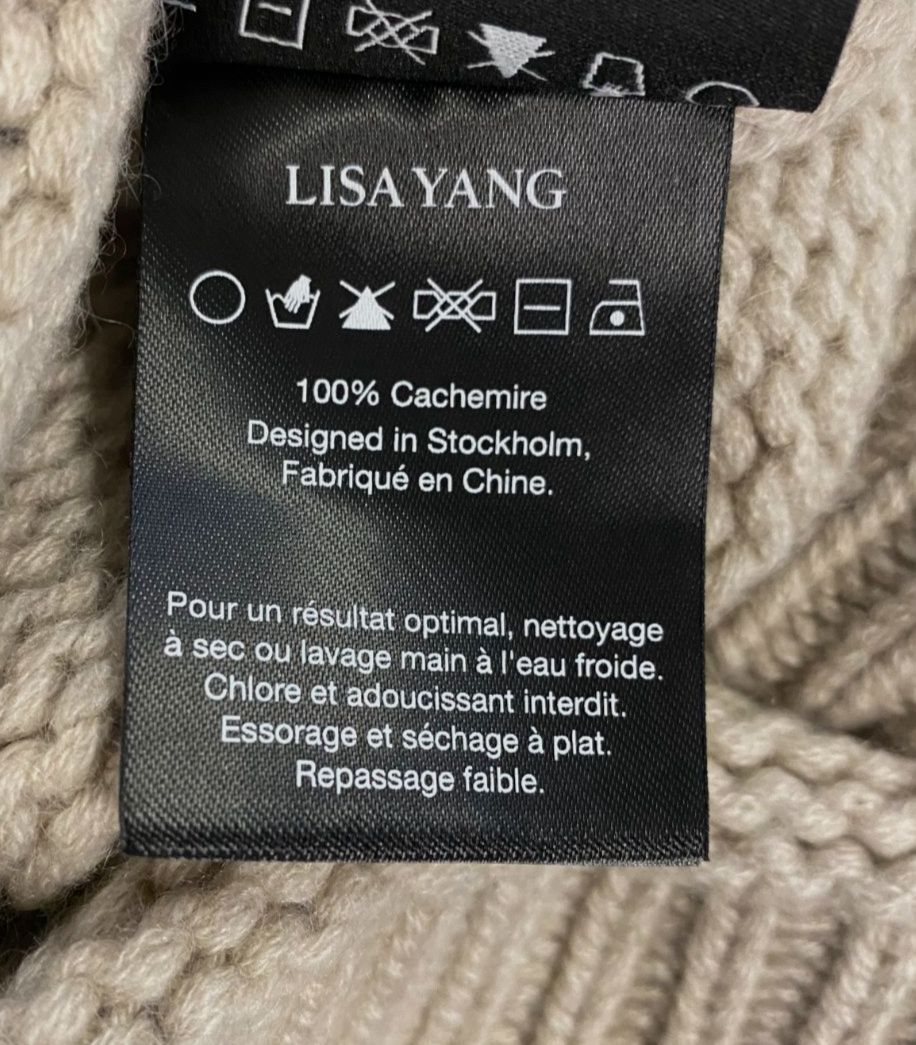 LISA YANG
100% Cachemire
Designed in Stockholm,
Fabriqué en Chine.
Pour un résultat optimal, nettoyage
à sec ou lavage main à l'eau froide.
Chlore et adoucissant interdit.
Essorage et séchage à plat.
Repassage faible.